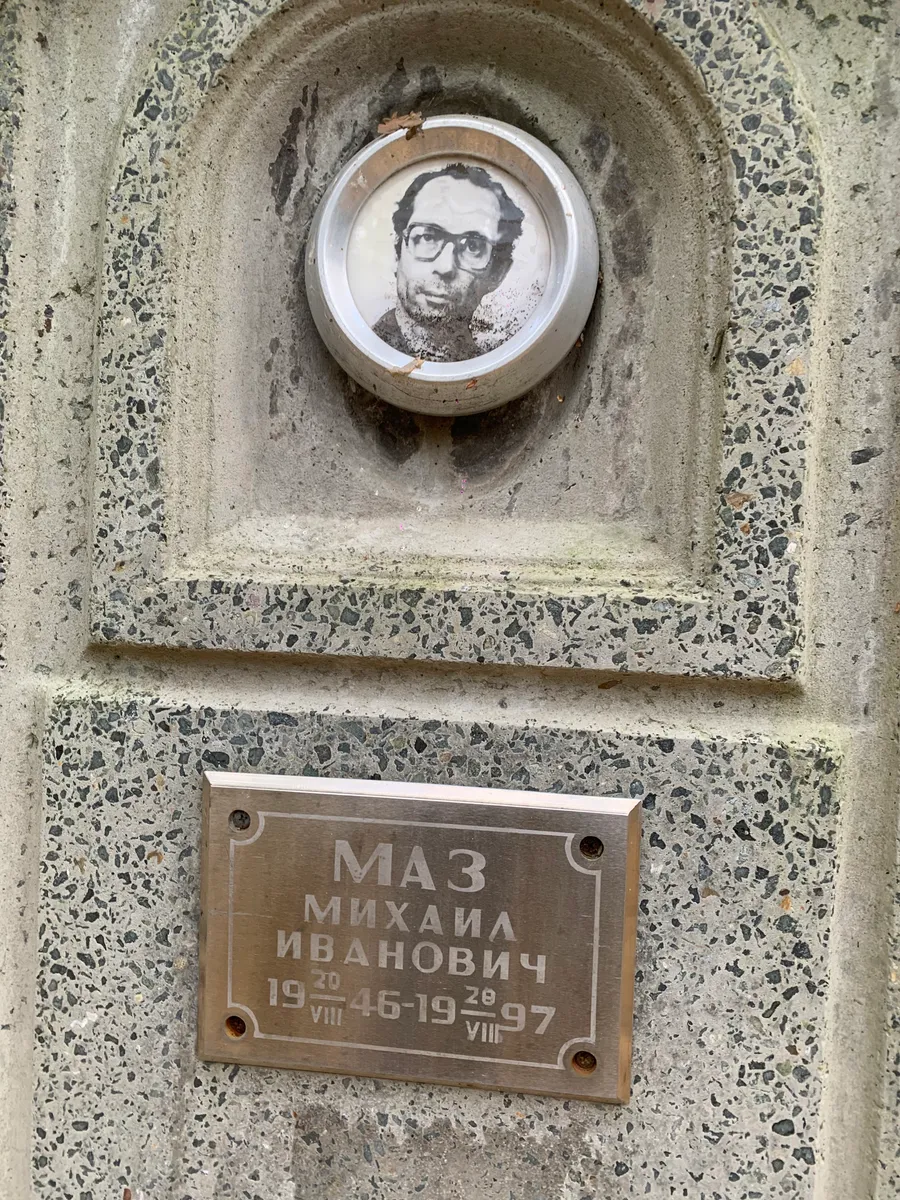 МАЗ
МИХАИЛ
ИВАНОВИЧ
19 20/VIII 46-19 28/VIII 97